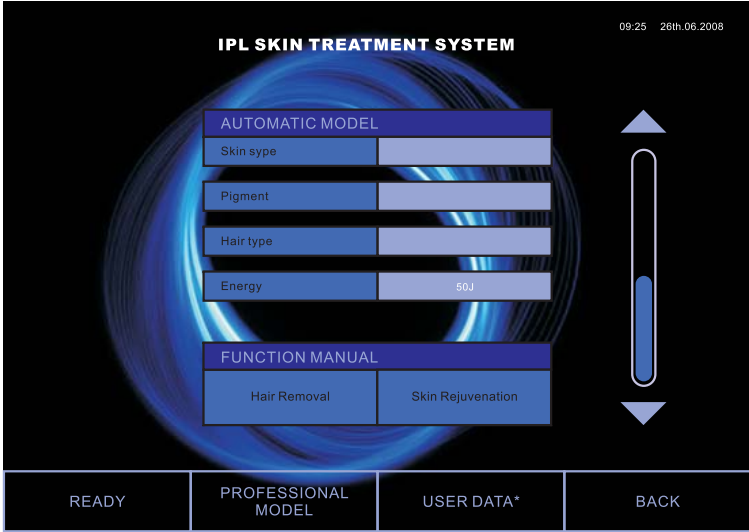 09:25 26th.06.2008
IPL SKIN TREATMENT SYSTEM
AUTOMATIC MODEL
Skin sype
Pigment
Hair type
Energy 50J
FUNCTION MANUAL
Hair Removal Skin Rejuvenation
READY
PROFESSIONAL
MODEL
USER DATA*
BACK